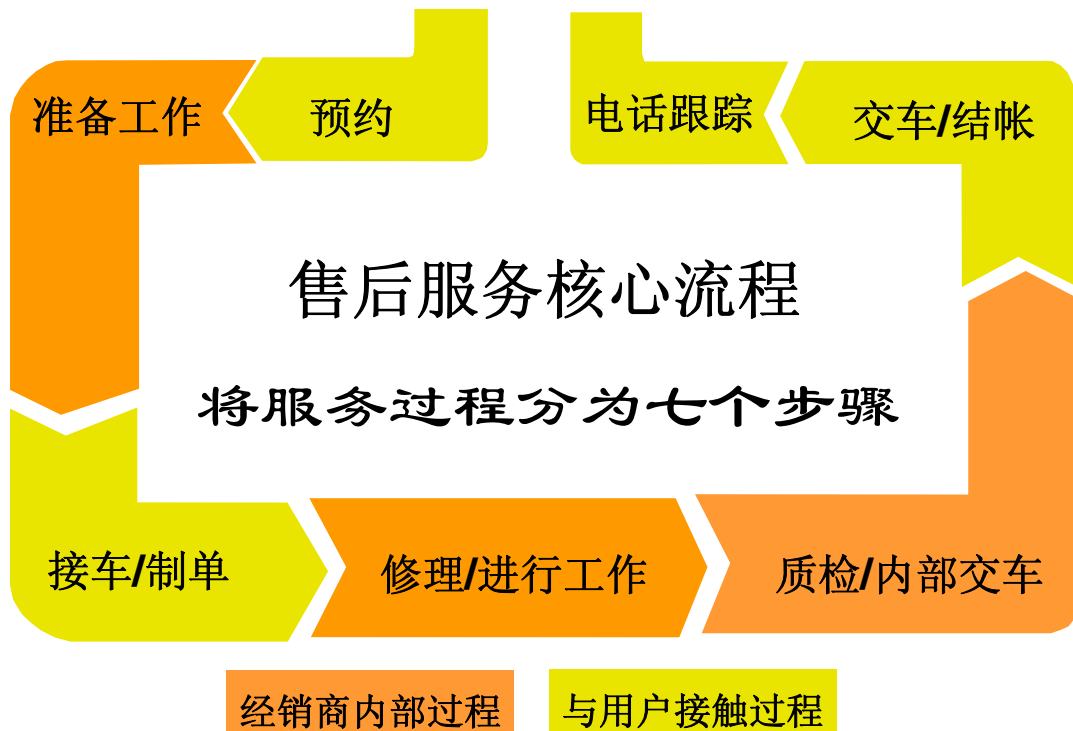 准备工作
预约
电话跟踪
交车/结帐
售后服务核心流程
将服务过程分为七个步骤
接车/制单
修理/进行工作
质检/内部交车
经销商内部过程
与用户接触过程